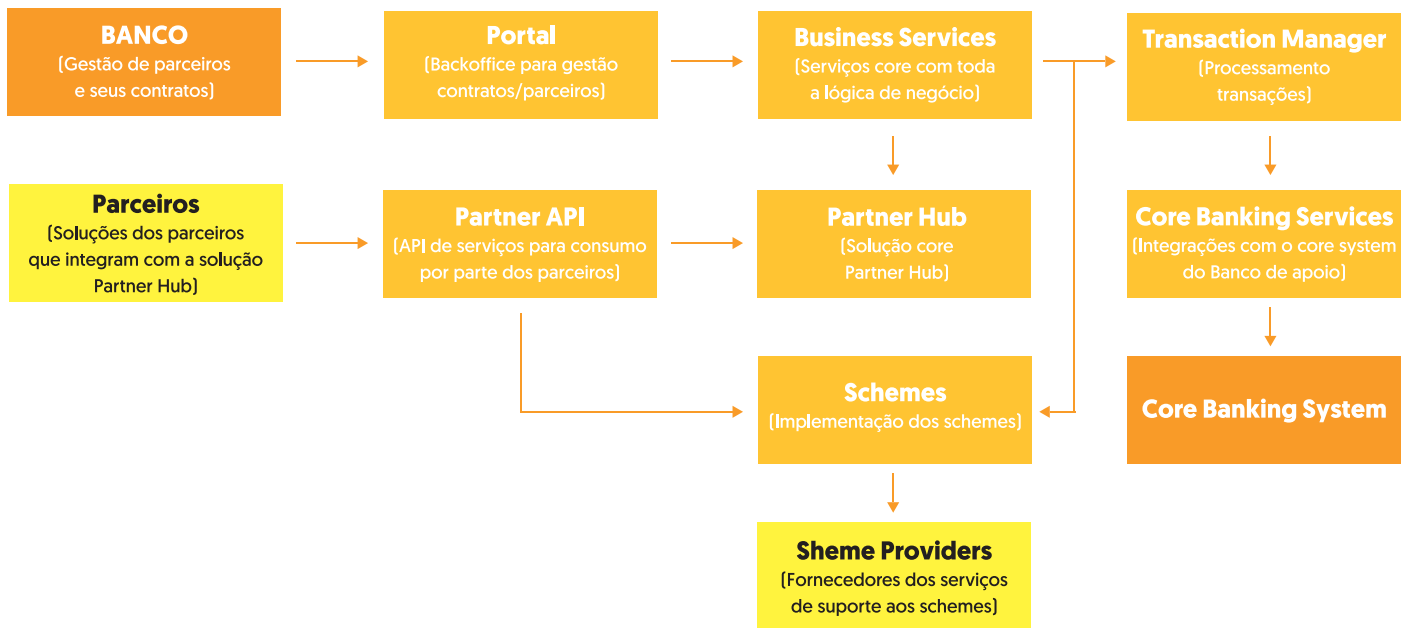 BANCO
(Gestão de parceiros
e seus contratos)
Portal
(Backoffice para gestão
contratos/parceiros)
Business Services
(Serviços core com toda
a lógica de negócio)
Transaction Manager
(Processamento
transações)
Parceiros
(Soluções dos parceiros
que integram com a solução
Partner Hub)
Partner API
(API de serviços para consumo
por parte dos parceiros)
Partner Hub
(Solução core
Partner Hub)
Core Banking Services
(Integrações com o core system
do Banco de apoio)
Schemes
(Implementação dos schemes)
Core Banking System
Sheme Providers
(Fornecedores dos serviços
de suporte aos schemes)